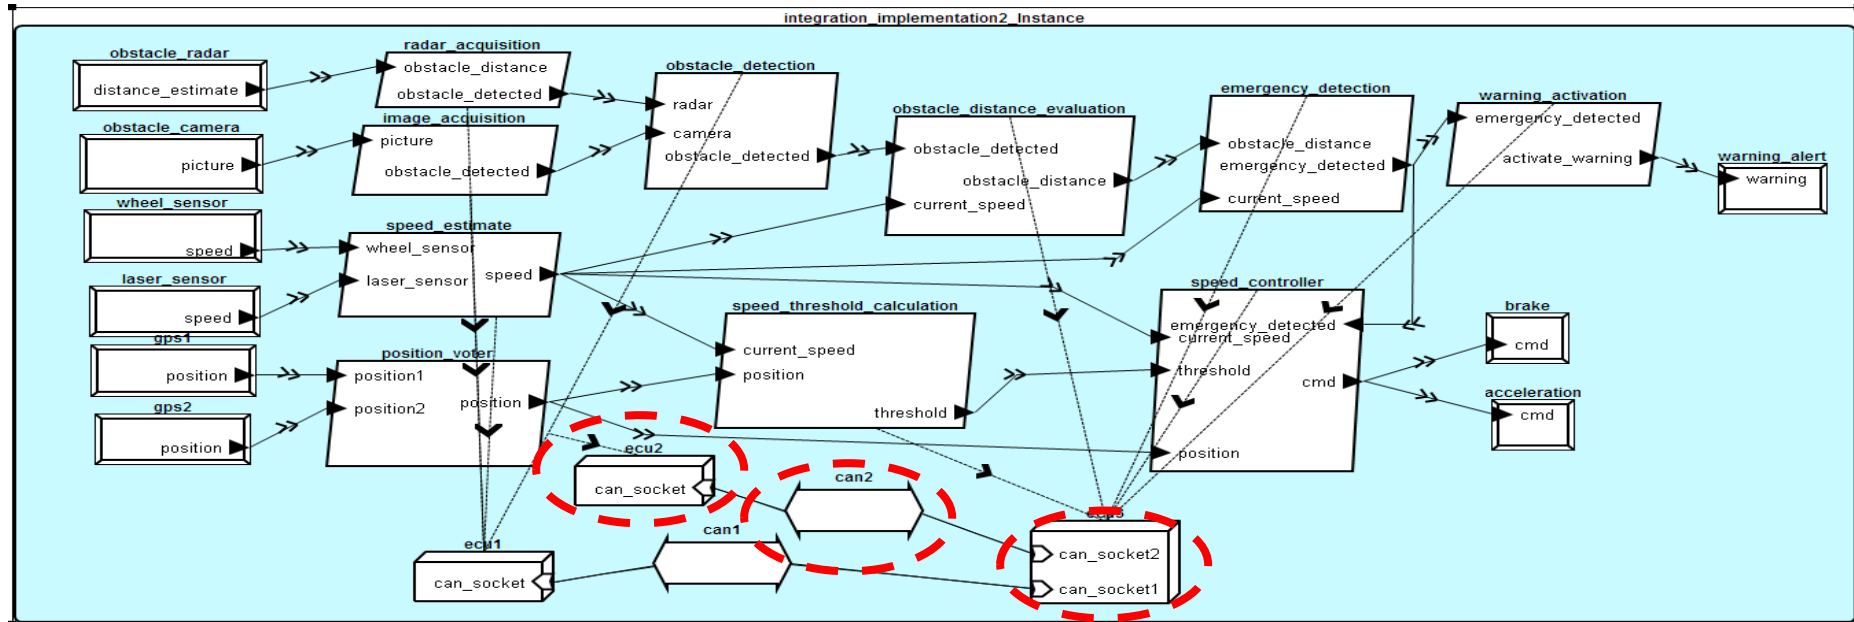 integration_implementation2_Instance
obstacle_radar
distance_estimate
radar_acquisition
obstacle_distance
obstacle_detected
obstacle_camera
picture
image_acquisition
picture
obstacle_detected
obstacle_detection
radar
camera
obstacle_detected
obstacle_distance_evaluation
obstacle_detected
obstacle_distance
current_speed
emergency_detection
obstacle_distance
emergency_detected
current_speed
warning_activation
emergency_detected
activate_warning
warning_alert
warning
wheel_sensor
speed
laser_sensor
speed
speed_estimate
wheel_sensor
laser_sensor
speed
gps1
position
gps2
position
position_voter
position1
position2
position
speed_threshold_calculation
current_speed
position
threshold
speed_controller
emergency_detected
current_speed
threshold
cmd
position
brake
cmd
acceleration
cmd
ecu2
can_socket
can2
can1
ecu1
can_socket
can_socket2
can_socket1